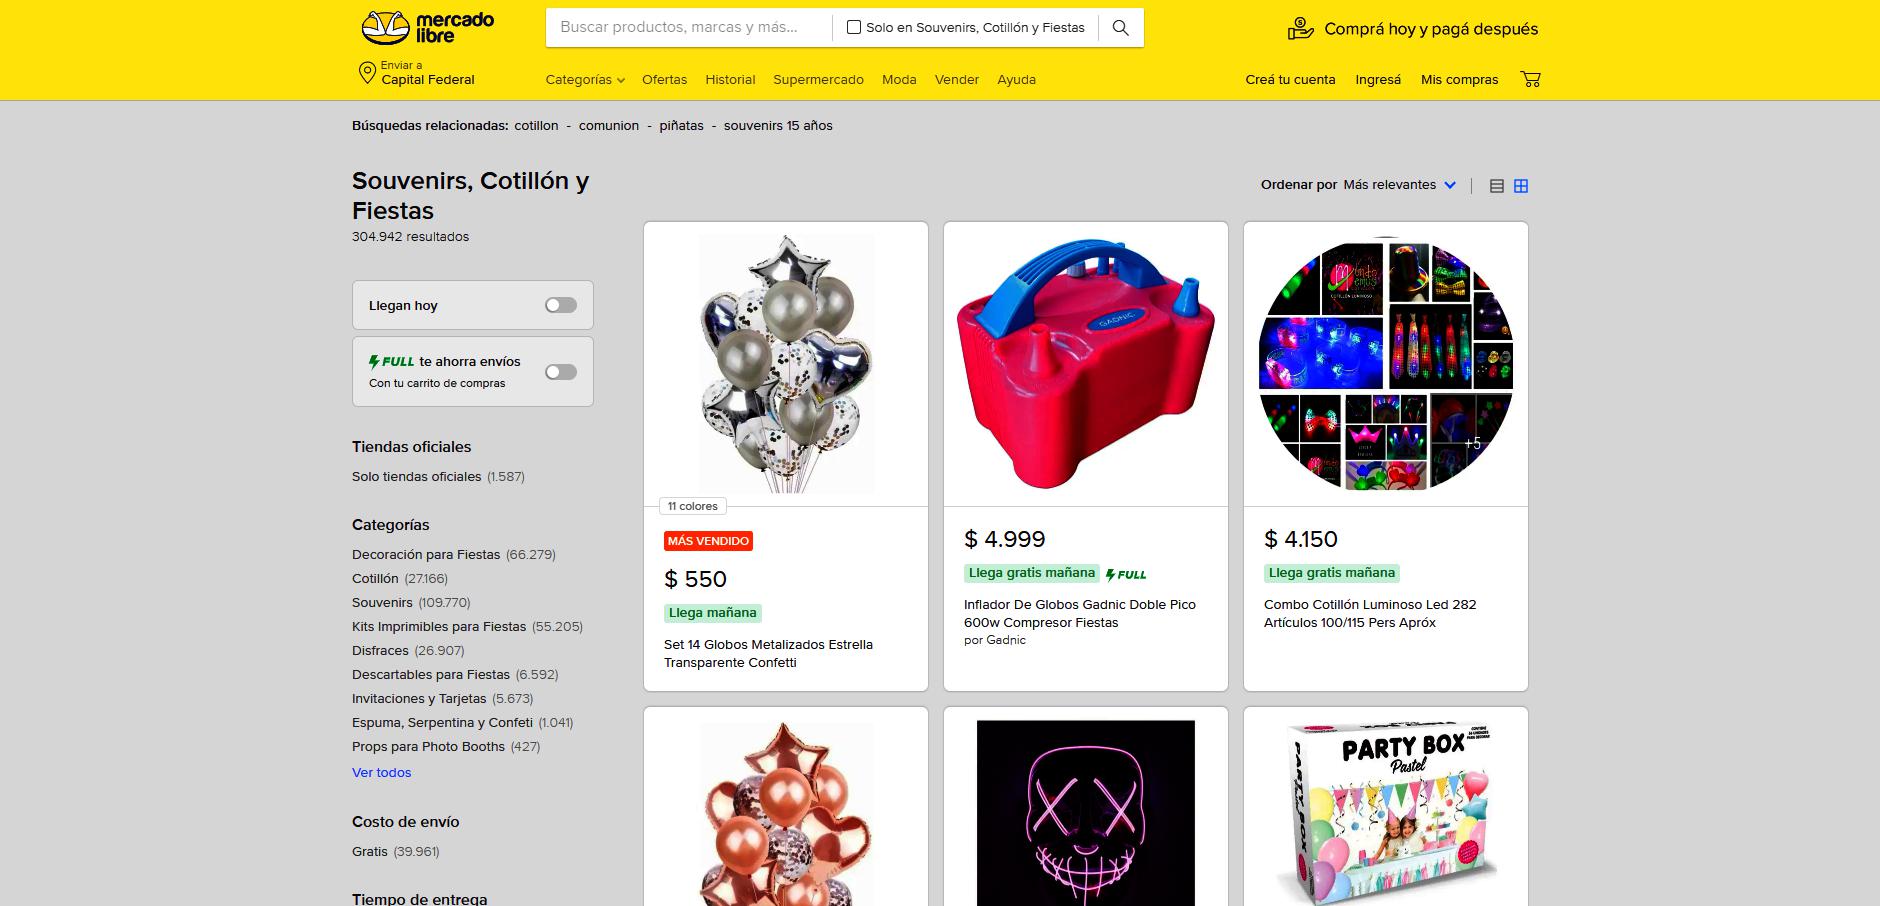 mercado
libre
Buscar productos, marcas y más...
Solo en Souvenirs, Cotillón y Fiestas
Comprá hoy y pagá después
Enviar a
Capital Federal
Categorías
Ofertas
Historial
Supermercado
Moda
Vender
Ayuda
Creá tu cuenta
Ingresá
Mis compras
Búsquedas relacionadas: cotillon - comunion - piñatas - souvenirs 15 años
Souvenirs, Cotillón y
Fiestas
304.942 resultados
Ordenar por Más relevantes
Llegan hoy
FULL te ahorra envíos
Con tu carrito de compras
Tiendas oficiales
Solo tiendas oficiales (1.587)
Categorías
Decoración para Fiestas (66.279)
Cotillón (27.166)
Souvenirs (109.770)
Kits Imprimibles para Fiestas (55.205)
Disfraces (26.907)
Descartables para Fiestas (6.592)
Invitaciones y Tarjetas (5.673)
Espuma, Serpentina y Confeti (1.041)
Props para Photo Booths (427)
Ver todos
Costo de envío
Gratis (39.961)
Tiempo de entrega
11 colores
MÁS VENDIDO
$ 550
Llega mañana
Set 14 Globos Metalizados Estrella
Transparente Confetti
GADNIC
$ 4.999
Llega gratis mañana FULL
Inflador De Globos Gadnic Doble Pico
600w Compresor Fiestas
por Gadnic
+5
$ 4.150
Llega gratis mañana
Combo Cotillón Luminoso Led 282
Artículos 100/115 Pers Apróx
PARTY BOX
Pastel
PARTY BOX